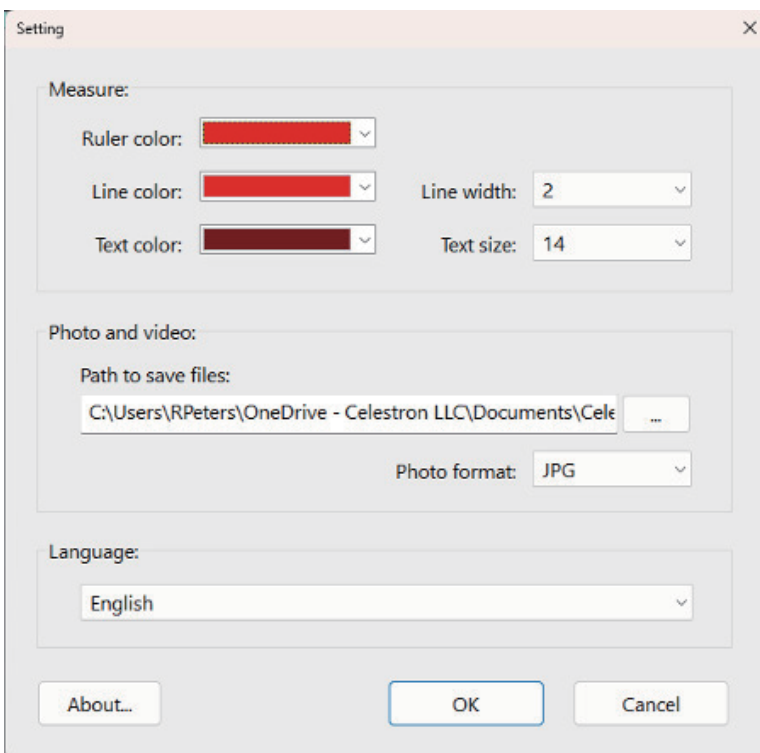 Setting
Measure:
Ruler color:
Line color:
Line width: 2
Text color:
Text size: 14
Photo and video:
Path to save files:
C:\Users\RPeters\OneDrive - Celestron LLC\Documents\Cele
...
Photo format: JPG
Language:
English
About...
OK
Cancel